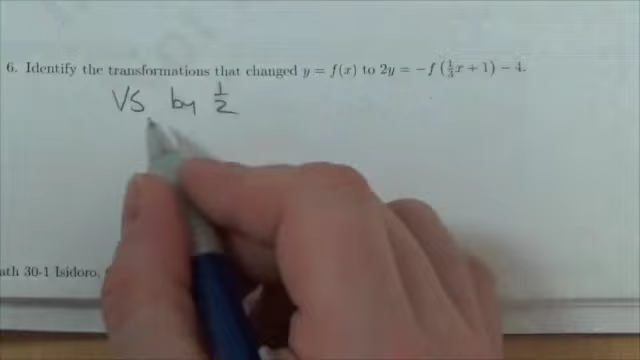 6. Identify the transformations that changed y = f(x) to 2y = −f(⅓x + 1) − 4.
VS by ½
ath 30-1 Isidoro,